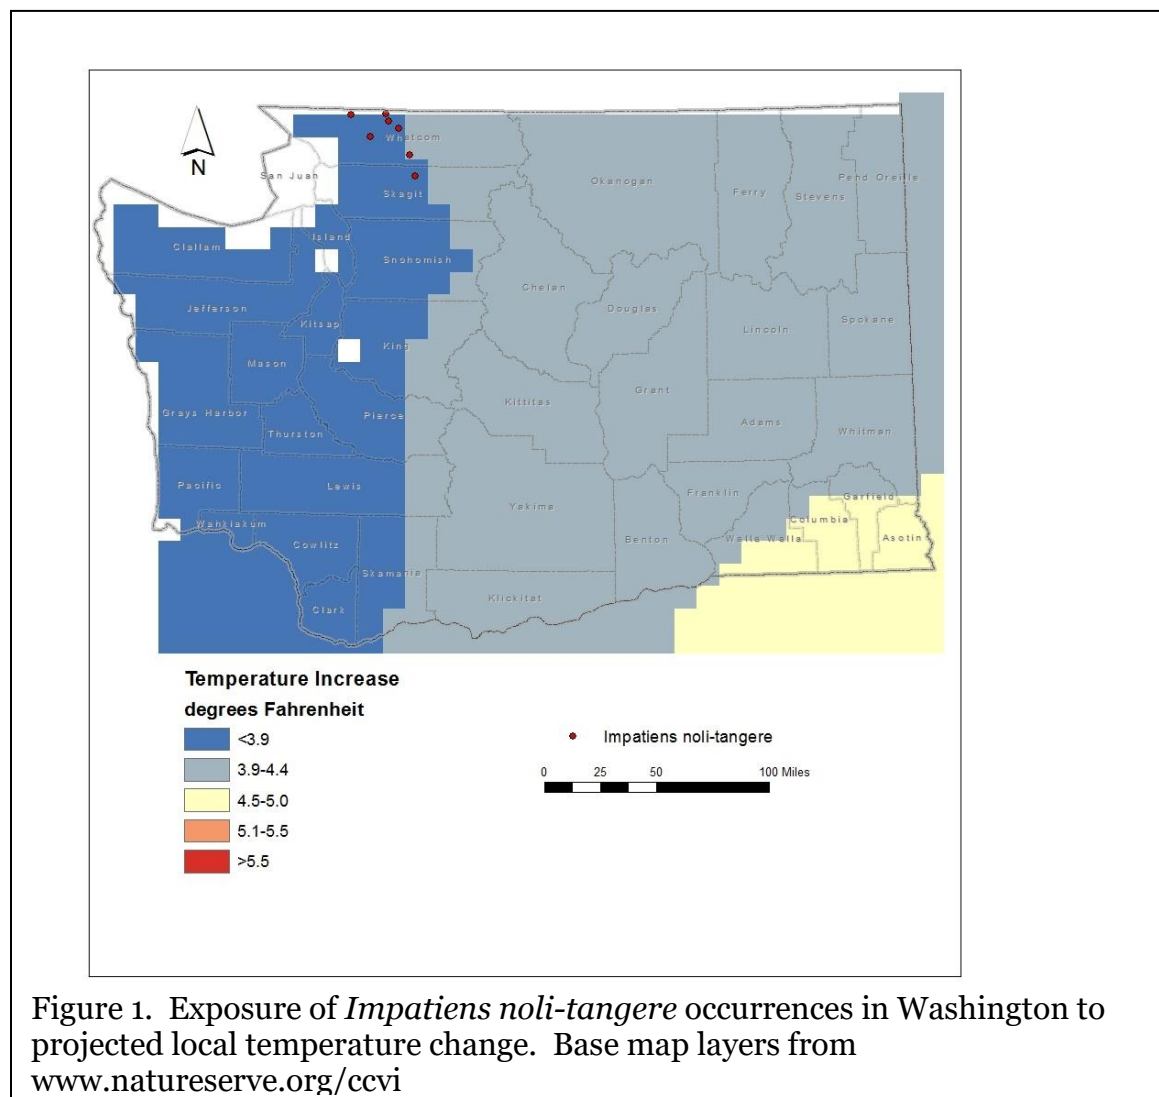 N
San Juan
Whatcom
Skagit
Okanogan
Ferry
Stevens
Pend Oreille
Clallam
Island
Snohomish
Chelan
Douglas
Lincoln
Spokane
Jefferson
Kitsap
King
Mason
Grays Harbor
Thurston
Pierce
Kittitas
Grant
Adams
Whitman
Pacific
Lewis
Wahkiakum
Cowlitz
Skamania
Clark
Yakima
Klickitat
Benton
Franklin
Walla Walla
Columbia
Garfield
Asotin
Temperature Increase
degrees Fahrenheit
<3.9
3.9-4.4
4.5-5.0
5.1-5.5
>5.5
Impatiens noli-tangere
0 25 50 100 Miles
Figure 1. Exposure of Impatiens noli-tangere occurrences in Washington to
projected local temperature change. Base map layers from
www.natureserve.org/ccvi